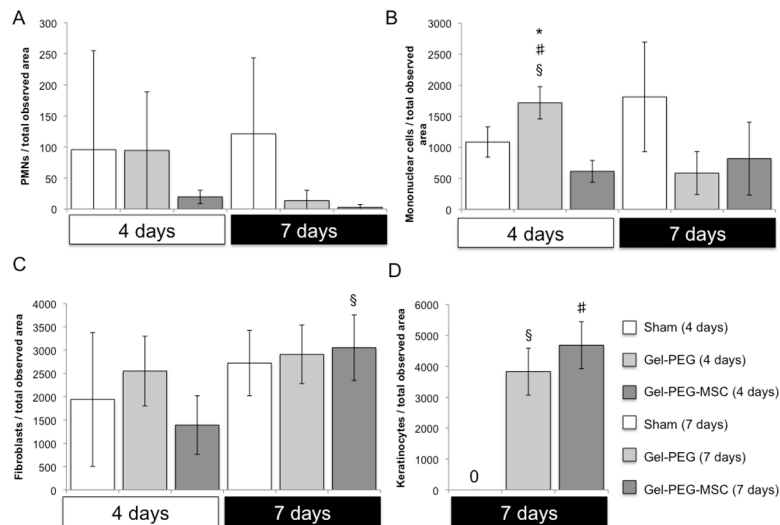 A
PMNs / total observed area
300
250
200
150
100
50
0
4 days
7 days
B
Mononuclear cells / total observed
area
3000
2500
2000
1500
1000
500
0
*
#
§
4 days
7 days
C
Fibroblasts / total observed area
4000
3500
3000
2500
2000
1500
1000
500
0
§
4 days
7 days
D
Keratinocytes / total observed area
6000
5000
4000
3000
2000
1000
0
0
§
#
7 days
Sham (4 days)
Gel-PEG (4 days)
Gel-PEG-MSC (4 days)
Sham (7 days)
Gel-PEG (7 days)
Gel-PEG-MSC (7 days)